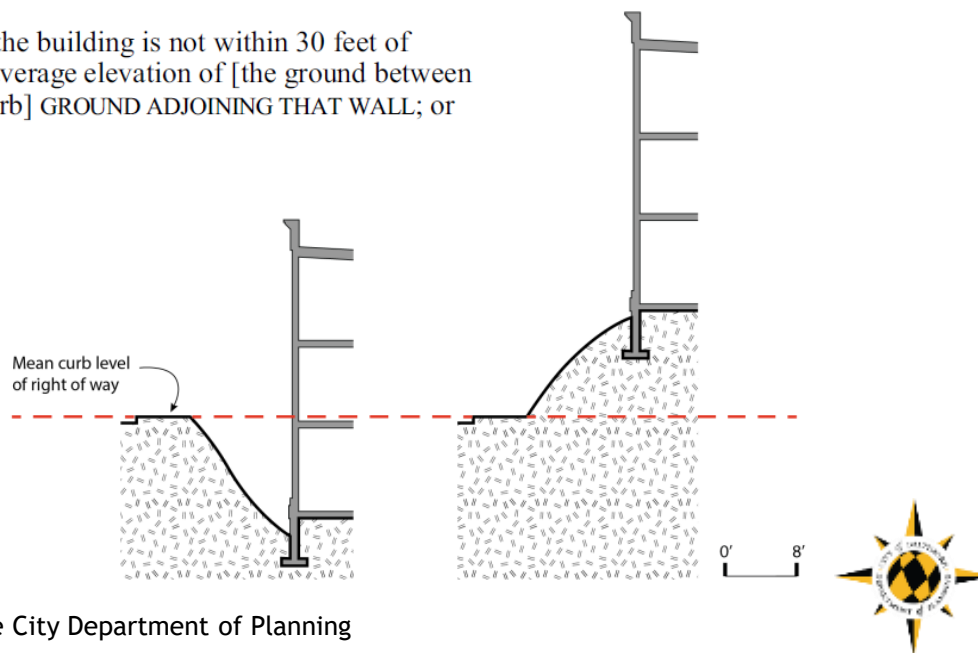 the building is not within 30 feet of
verage elevation of [the ground between
rb] GROUND ADJOINING THAT WALL; or
Mean curb level
of right of way
0' 8'
e City Department of Planning